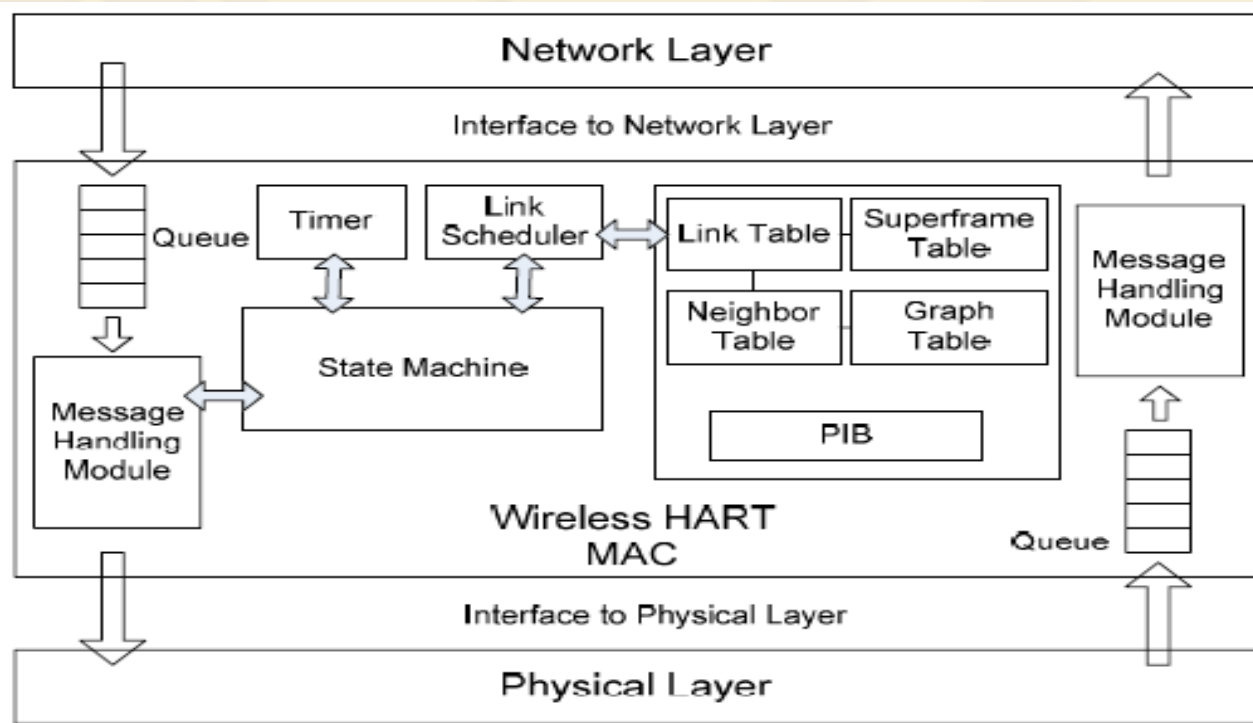 Network Layer
Interface to Network Layer
Queue
Timer
Link
Scheduler
Link Table
Superframe
Table
Neighbor
Table
Graph
Table
PIB
State Machine
Message
Handling
Module
Message
Handling
Module
Queue
Wireless HART
MAC
Interface to Physical Layer
Physical Layer